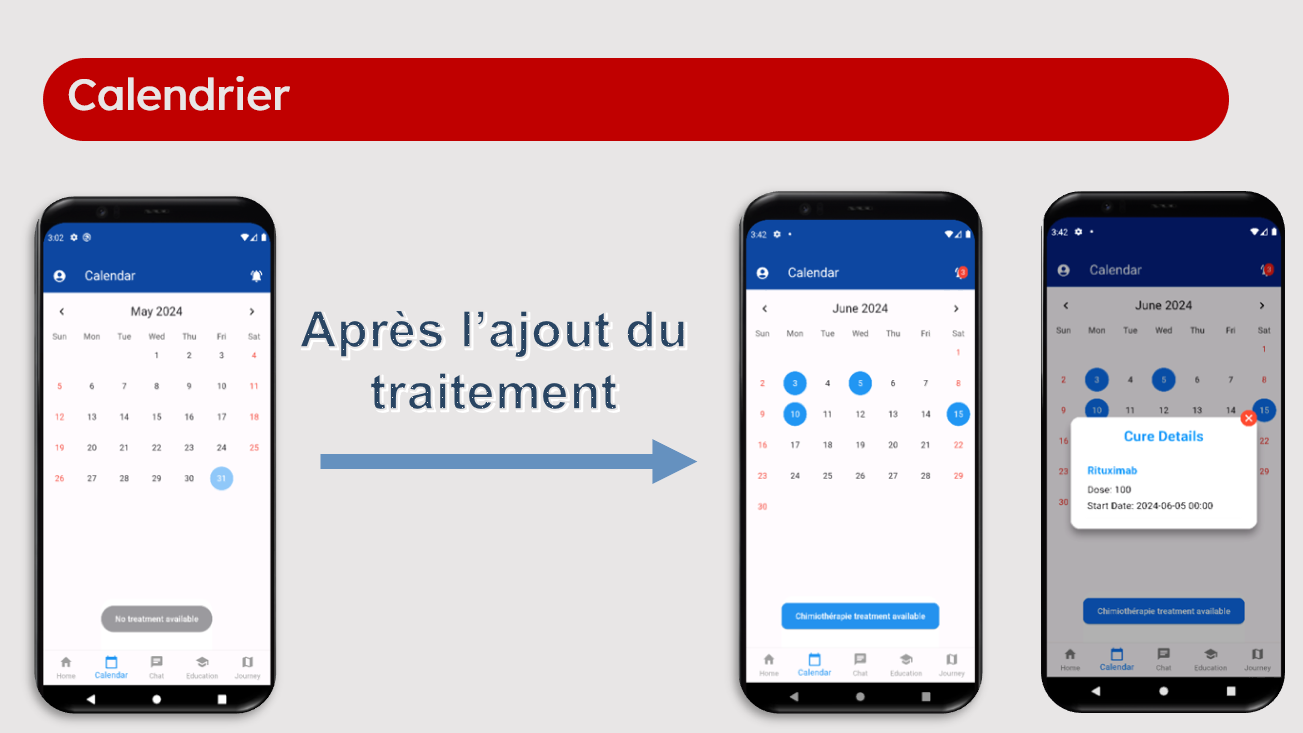 Calendrier
3:02
Calendar
May 2024
Sun Mon Tue Wed Thu Fri Sat
1 2 3 4
5 6 7 8 9 10 11
12 13 14 15 16 17 18
19 20 21 22 23 24 25
26 27 28 29 30 31
No treatment available
Home Calendar Chat Education Journey
Après l’ajout du
traitement
3:42
Calendar 3
June 2024
Sun Mon Tue Wed Thu Fri Sat
1
2 3 4 5 6 7 8
9 10 11 12 13 14 15
16 17 18 19 20 21 22
23 24 25 26 27 28 29
30
Chimiothérapie treatment available
Home Calendar Chat Education Journey
3:42
Calendar 3
June 2024
Sun Mon Tue Wed Thu Fri Sat
1
2 3 4 5 6 7 8
9 10 11 12 13 14 15
16 22
23 29
30
Cure Details
Rituximab
Dose: 100
Start Date: 2024-06-05 00:00
Chimiothérapie treatment available
Home Calendar Chat Education Journey